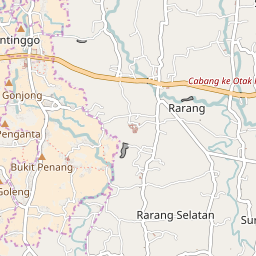 ntinggo
Cabang ke Otak K
Gonjong
Rarang
Penganta
Bukit Penang
Goleng
Rarang Selatan
Sur